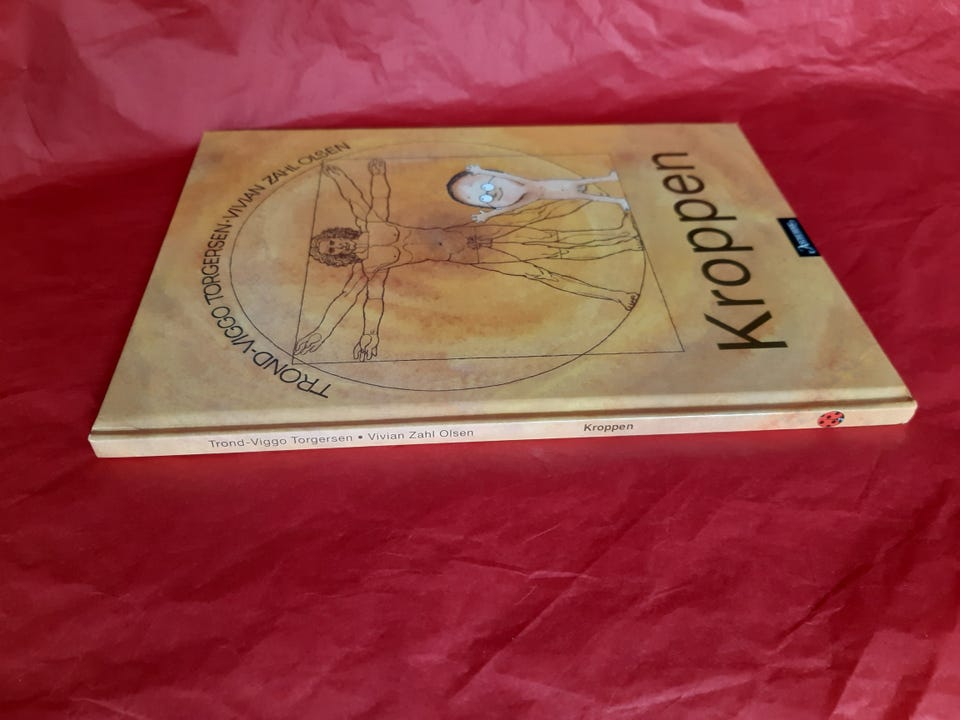 TROND-VIGGO TORGERSEN·VIVIAN ZAHL OLSEN
Kroppen
Trond-Viggo Torgersen • Vivian Zahl Olsen
Kroppen